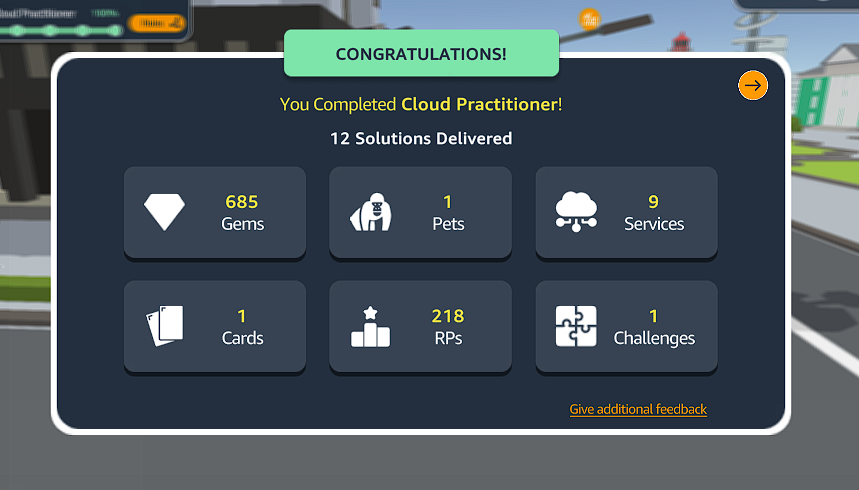 Cloud Practitioner 100%
CONGRATULATIONS!
You Completed Cloud Practitioner!
12 Solutions Delivered
685
Gems
1
Pets
9
Services
1
Cards
218
RPs
1
Challenges
Give additional feedback